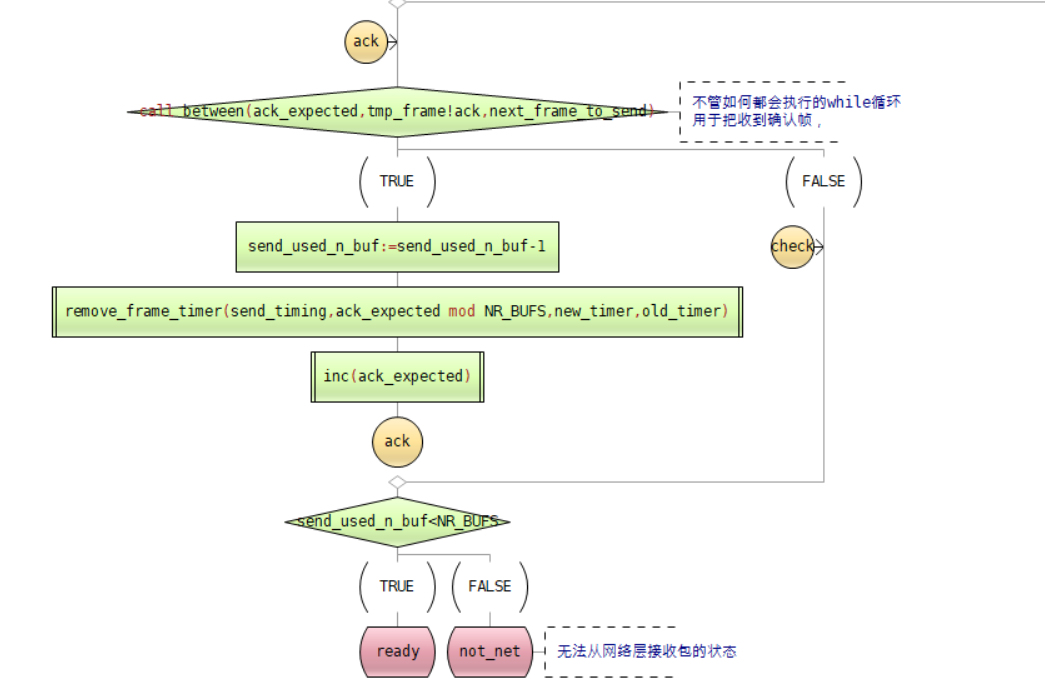 ack
call between(ack_expected,tmp_frame!ack,next_frame_to_send)
不管如何都会执行的while循环
用于把收到确认帧，
TRUE
FALSE
send_used_n_buf:=send_used_n_buf-1
check
remove_frame_timer(send_timing,ack_expected mod NR_BUFS,new_timer,old_timer)
inc(ack_expected)
ack
send_used_n_buf<NR_BUFS
TRUE
FALSE
ready
not_net
无法从网络层接收包的状态